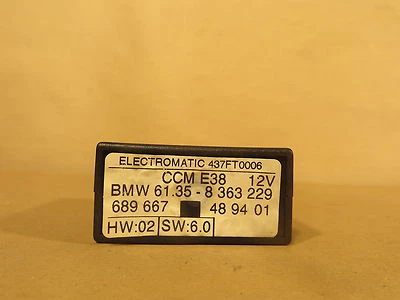 ELECTROMATIC 437FT0006
CCM E38 12V
BMW 61.35 - 8 363 229
689 667 48 94 01
HW:02 SW:6.0